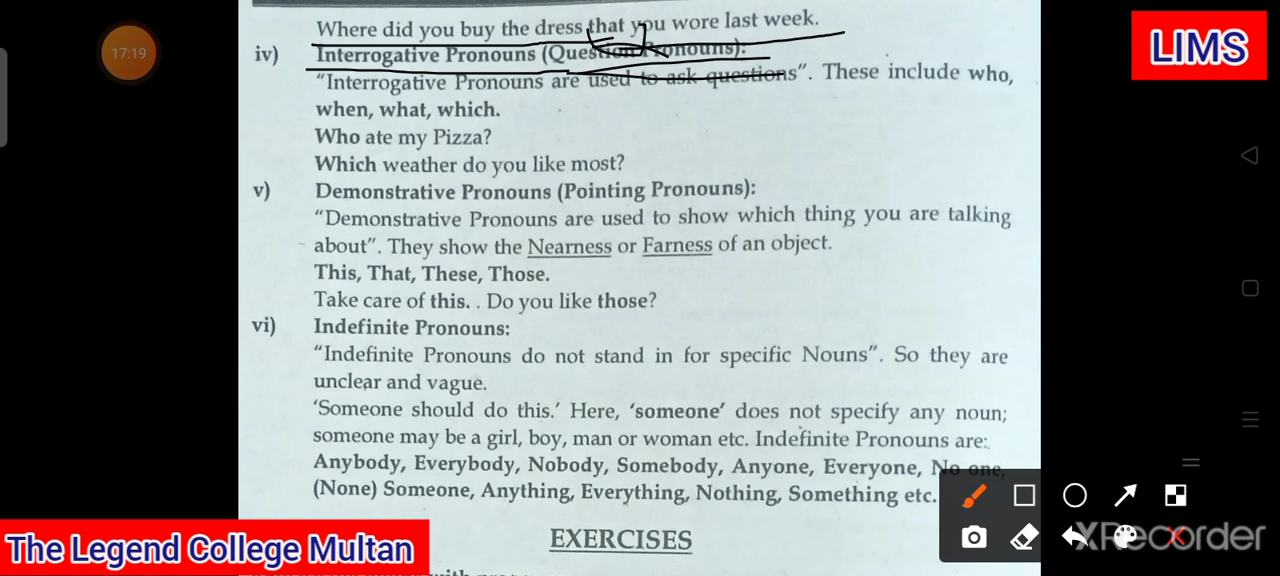 Where did you buy the dress that you wore last week.
17:19
LIMS
iv) Interrogative Pronouns (Question Pronouns):
"Interrogative Pronouns are used to ask questions". These include who,
when, what, which.
Who ate my Pizza?
Which weather do you like most?
v) Demonstrative Pronouns (Pointing Pronouns):
"Demonstrative Pronouns are used to show which thing you are talking
about". They show the Nearness or Farness of an object.
This, That, These, Those.
Take care of this. . Do you like those?
vi) Indefinite Pronouns:
"Indefinite Pronouns do not stand in for specific Nouns". So they are
unclear and vague.
'Someone should do this.' Here, 'someone' does not specify any noun;
someone may be a girl, boy, man or woman etc. Indefinite Pronouns are:
Anybody, Everybody, Nobody, Somebody, Anyone, Everyone, No one,
(None) Someone, Anything, Everything, Nothing, Something etc.
EXERCISES
The Legend College Multan
XRecorder